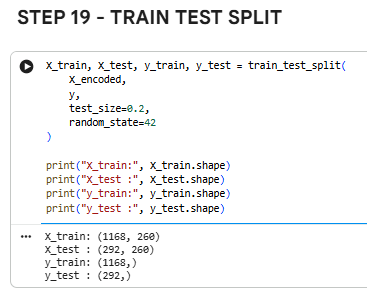 STEP 19 - TRAIN TEST SPLIT
X_train, X_test, y_train, y_test = train_test_split(
    X_encoded,
    y,
    test_size=0.2,
    random_state=42
)
print("X_train:", X_train.shape)
print("X_test :", X_test.shape)
print("y_train:", y_train.shape)
print("y_test :", y_test.shape)
X_train: (1168, 260)
X_test : (292, 260)
y_train: (1168,)
y_test : (292,)